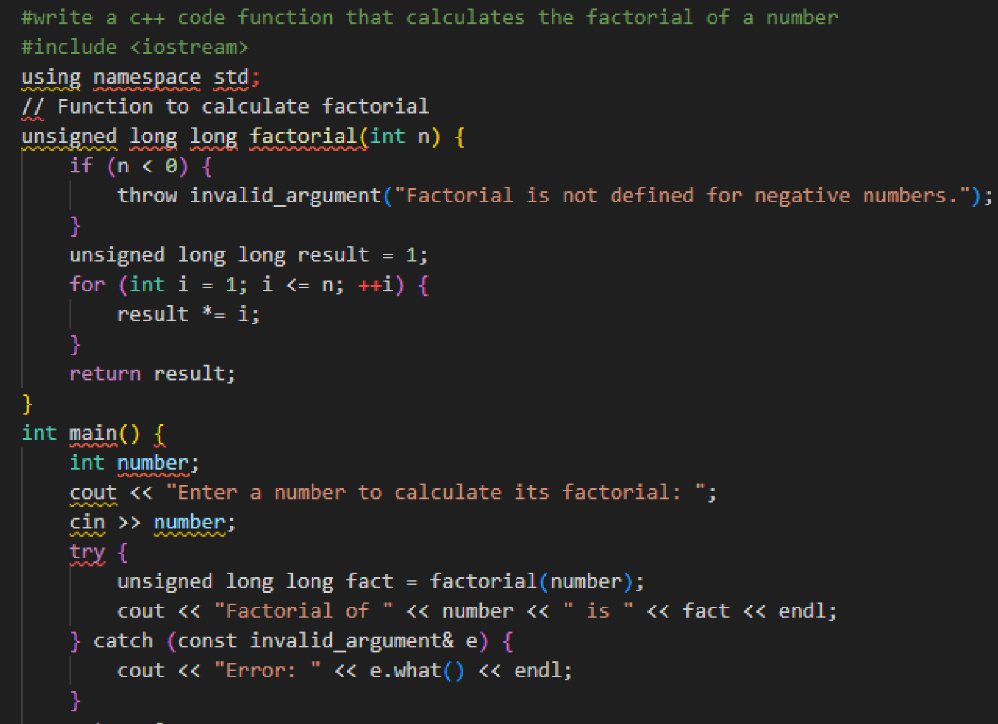 #write a c++ code function that calculates the factorial of a number
#include <iostream>
using namespace std;
// Function to calculate factorial
unsigned long long factorial(int n) {
    if (n < 0) {
        throw invalid_argument("Factorial is not defined for negative numbers.");
    }
    unsigned long long result = 1;
    for (int i = 1; i <= n; ++i) {
        result *= i;
    }
    return result;
}
int main() {
    int number;
    cout << "Enter a number to calculate its factorial: ";
    cin >> number;
    try {
        unsigned long long fact = factorial(number);
        cout << "Factorial of " << number << " is " << fact << endl;
    } catch (const invalid_argument& e) {
        cout << "Error: " << e.what() << endl;
    }